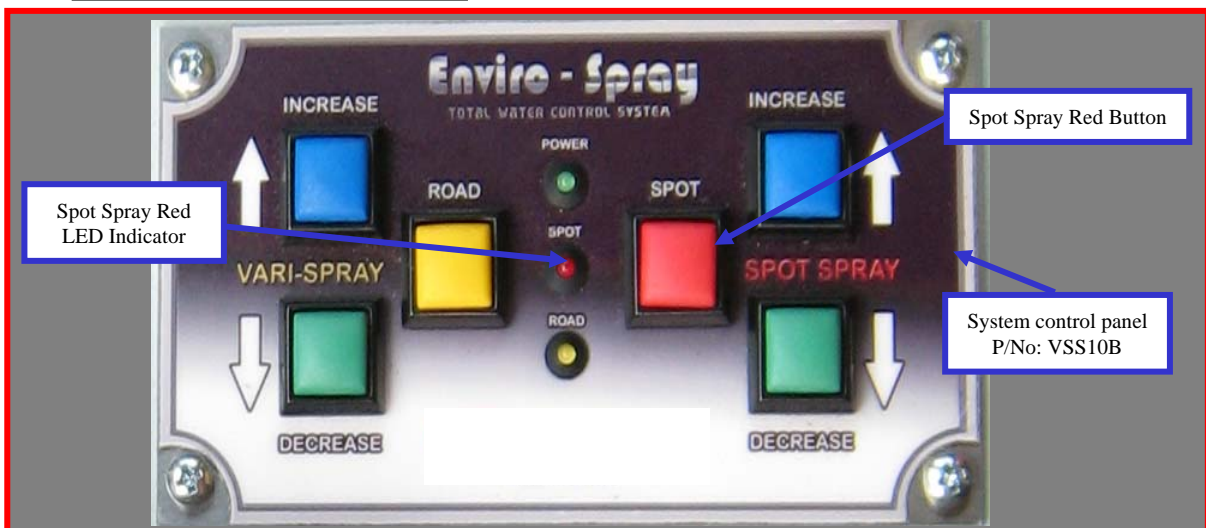 Enviro - Spray
TOTAL WATER CONTROL SYSTEM
INCREASE
INCREASE
Spot Spray Red Button
POWER
ROAD
SPOT
Spot Spray Red
LED Indicator
SPOT
VARI-SPRAY
SPOT SPRAY
System control panel
P/No: VSS10B
ROAD
DECREASE
DECREASE